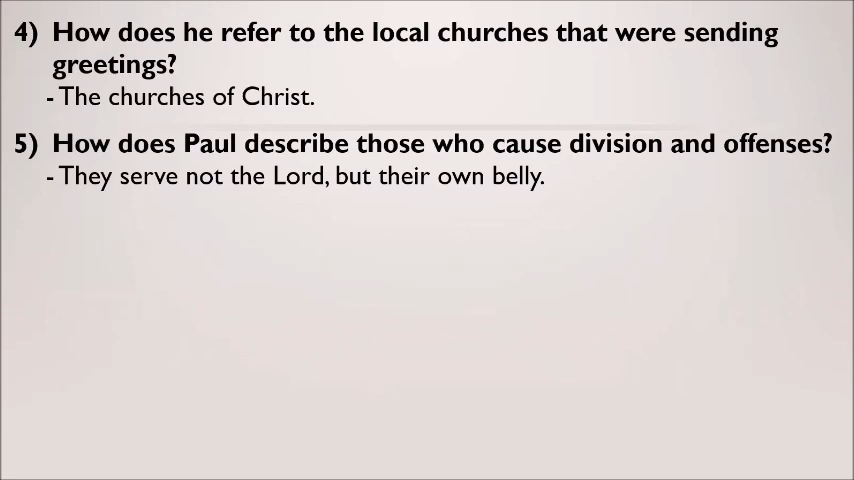 4) How does he refer to the local churches that were sending
greetings?
- The churches of Christ.
5) How does Paul describe those who cause division and offenses?
- They serve not the Lord, but their own belly.